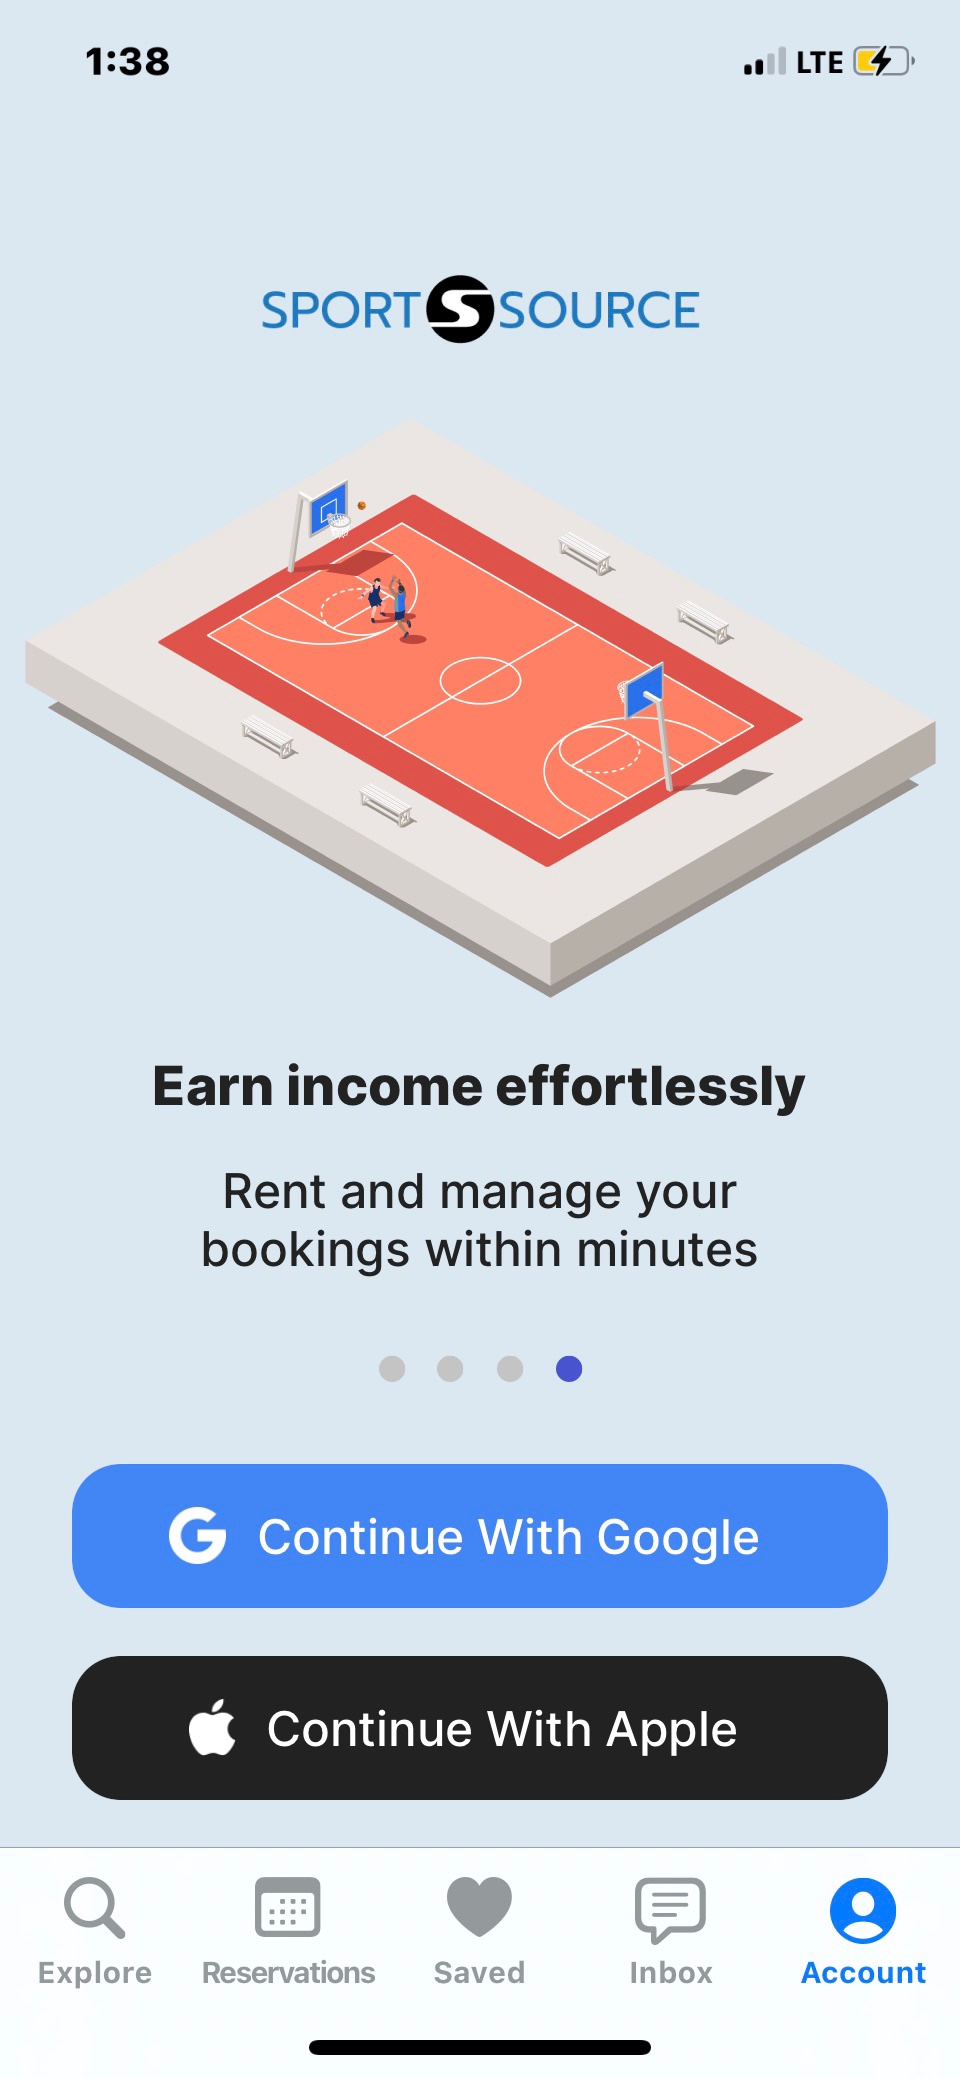 1:38
LTE
SPORT S SOURCE
Earn income effortlessly
Rent and manage your
bookings within minutes
Continue With Google
Continue With Apple
Explore
Reservations
Saved
Inbox
Account